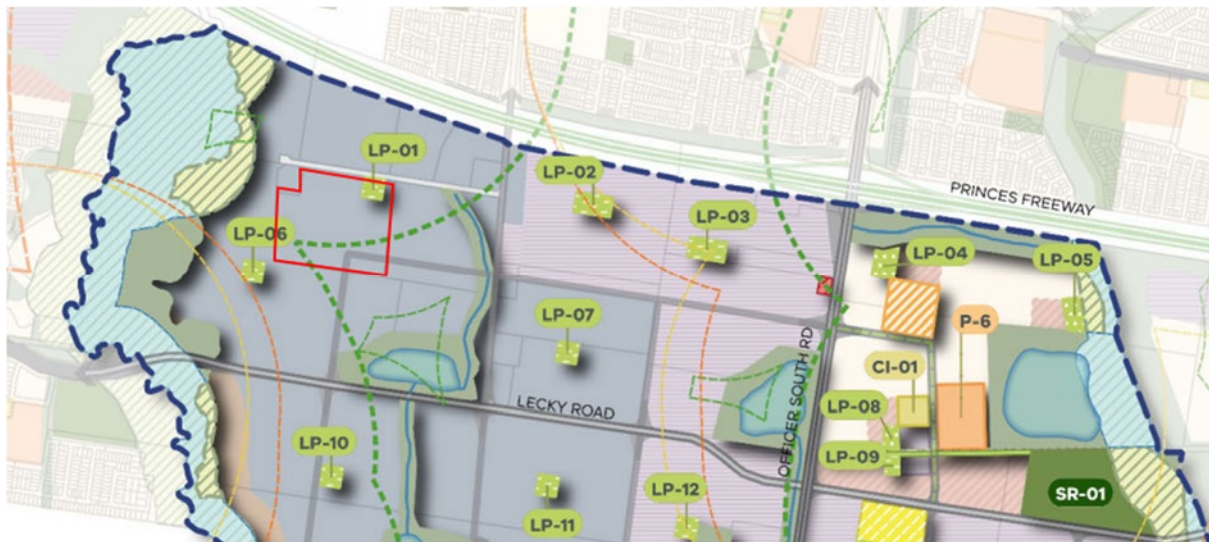 LP-01
LP-02
PRINCES FREEWAY
LP-03
LP-06
LP-04
LP-05
LP-07
P-6
OFFICER SOUTH RD
CI-01
LECKY ROAD
LP-08
LP-10
LP-09
LP-12
SR-01
LP-11